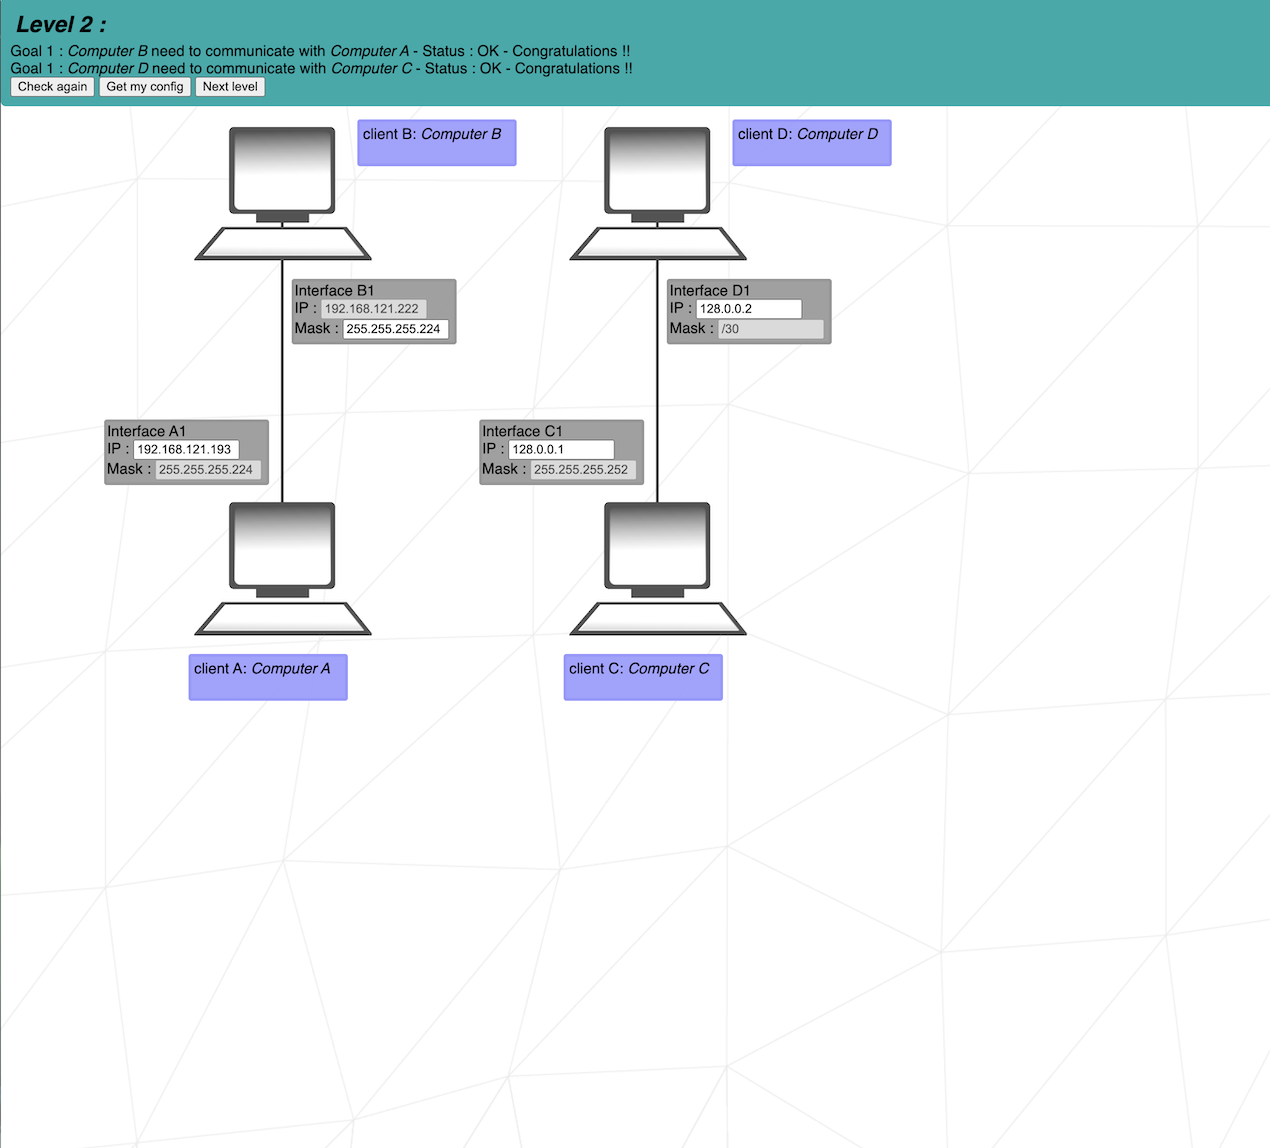 Level 2 :
Goal 1 : Computer B need to communicate with Computer A - Status : OK - Congratulations !!
Goal 1 : Computer D need to communicate with Computer C - Status : OK - Congratulations !!
Check again Get my config Next level
client B: Computer B
client D: Computer D
Interface B1
IP : 192.168.121.222
Mask : 255.255.255.224
Interface D1
IP : 128.0.0.2
Mask : /30
Interface A1
IP : 192.168.121.193
Mask : 255.255.255.224
Interface C1
IP : 128.0.0.1
Mask : 255.255.255.252
client A: Computer A
client C: Computer C